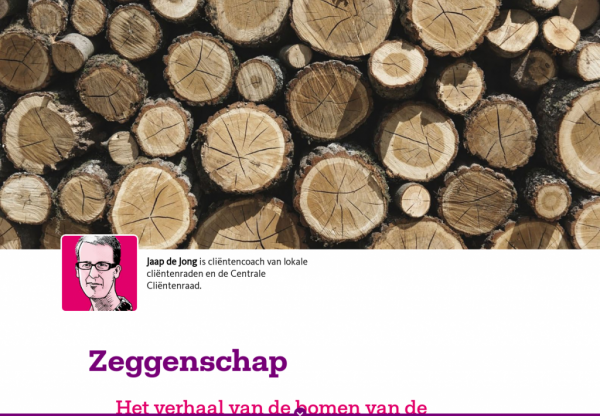 Jaap de Jong is cliëntencoach van lokale
cliëntenraden en de Centrale
Cliëntenraad.
Zeggenschap
Het verhaal van de bomen van de